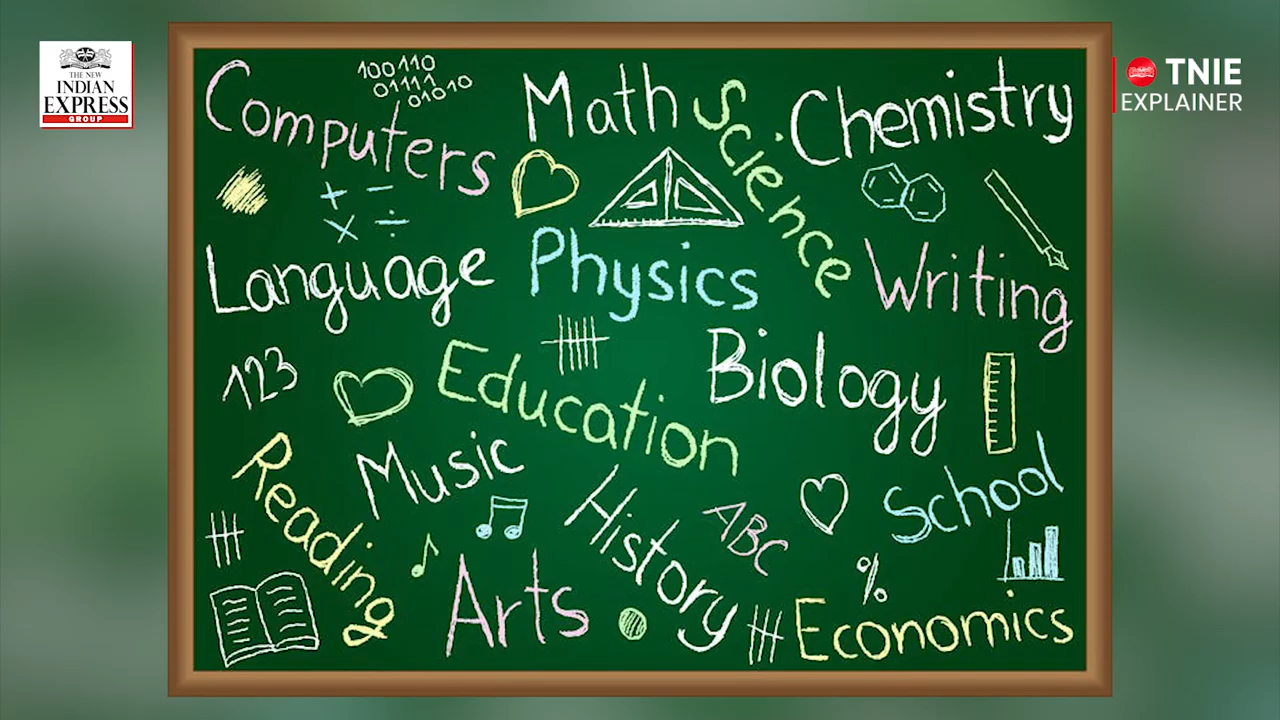 THE NEW
INDIAN
EXPRESS
GROUP
TNIE
EXPLAINER
Computers
100110
01111
01010
Math
Science
Chemistry
+ −
× ÷
Language
Physics
Writing
123
Education
Biology
Reading
Music
History
ABC
School
Arts
%
Economics